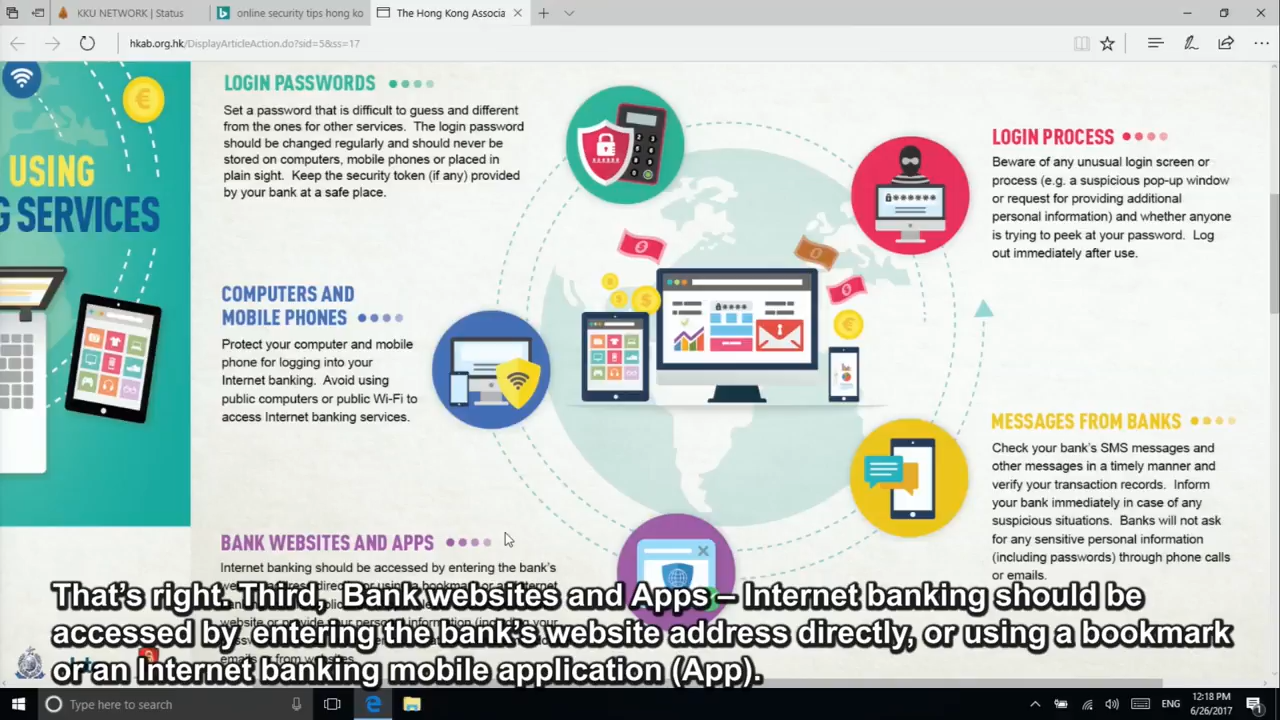 KKU NETWORK | Status
online security tips hong ko
The Hong Kong Associa
hkab.org.hk/DisplayArticleAction.do?sid=5&ss=17
USING
G SERVICES
LOGIN PASSWORDS
Set a password that is difficult to guess and different
from the ones for other services. The login password
should be changed regularly and should never be
stored on computers, mobile phones or placed in
plain sight. Keep the security token (if any) provided
by your bank at a safe place.
LOGIN PROCESS
Beware of any unusual login screen or
process (e.g. a suspicious pop-up window
or request for providing additional
personal information) and whether anyone
is trying to peek at your password. Log
out immediately after use.
COMPUTERS AND
MOBILE PHONES
Protect your computer and mobile
phone for logging into your
Internet banking. Avoid using
public computers or public Wi-Fi to
access Internet banking services.
MESSAGES FROM BANKS
Check your bank's SMS messages and
other messages in a timely manner and
verify your transaction records. Inform
your bank immediately in case of any
suspicious situations. Banks will not ask
for any sensitive personal information
(including passwords) through phone calls
or emails.
BANK WEBSITES AND APPS
Internet banking should be accessed by entering the bank's
That's right. Third, Bank websites and Apps – Internet banking should be
accessed by, entering the bank's website address directly, or using a bookmark
or an Internet banking mobile application (App).
Type here to search
ENG
12:18 PM
6/26/2017